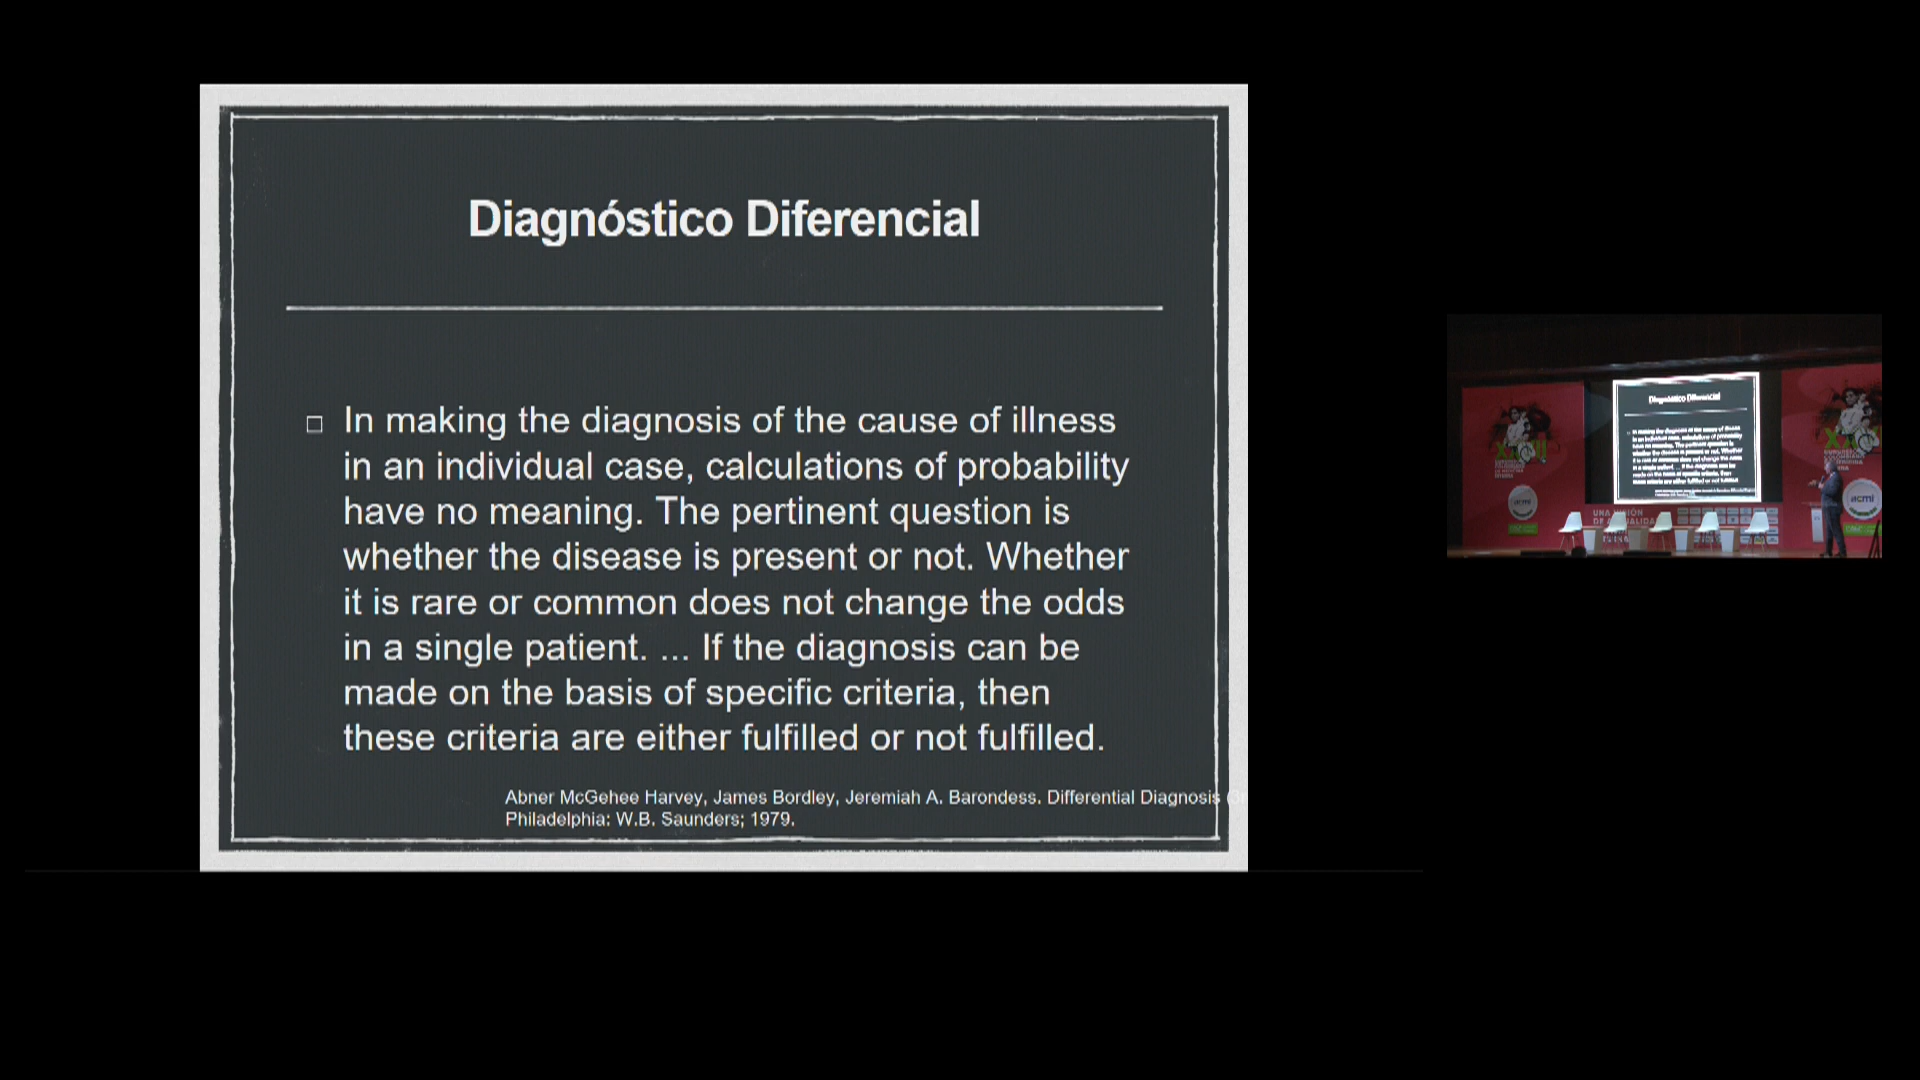 Diagnóstico Diferencial
□ In making the diagnosis of the cause of illness
in an individual case, calculations of probability
have no meaning. The pertinent question is
whether the disease is present or not. Whether
it is rare or common does not change the odds
in a single patient. ... If the diagnosis can be
made on the basis of specific criteria, then
these criteria are either fulfilled or not fulfilled.
Abner McGehee Harvey, James Bordley, Jeremiah A. Barondess. Differential Diagnosis
Philadelphia: W.B. Saunders; 1979.
Diagnóstico Diferencial
acmi
acmi